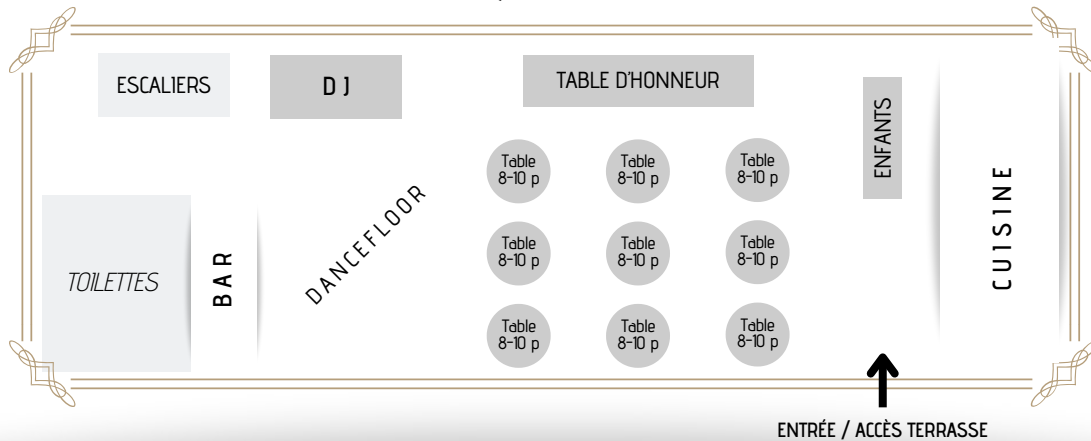 ESCALIERS
DJ
TABLE D'HONNEUR
ENFANTS
CUISINE
Table
8-10 p
Table
8-10 p
Table
8-10 p
TOILETTES
BAR
DANCEFLOOR
Table
8-10 p
Table
8-10 p
Table
8-10 p
Table
8-10 p
Table
8-10 p
Table
8-10 p
ENTRÉE / ACCÈS TERRASSE